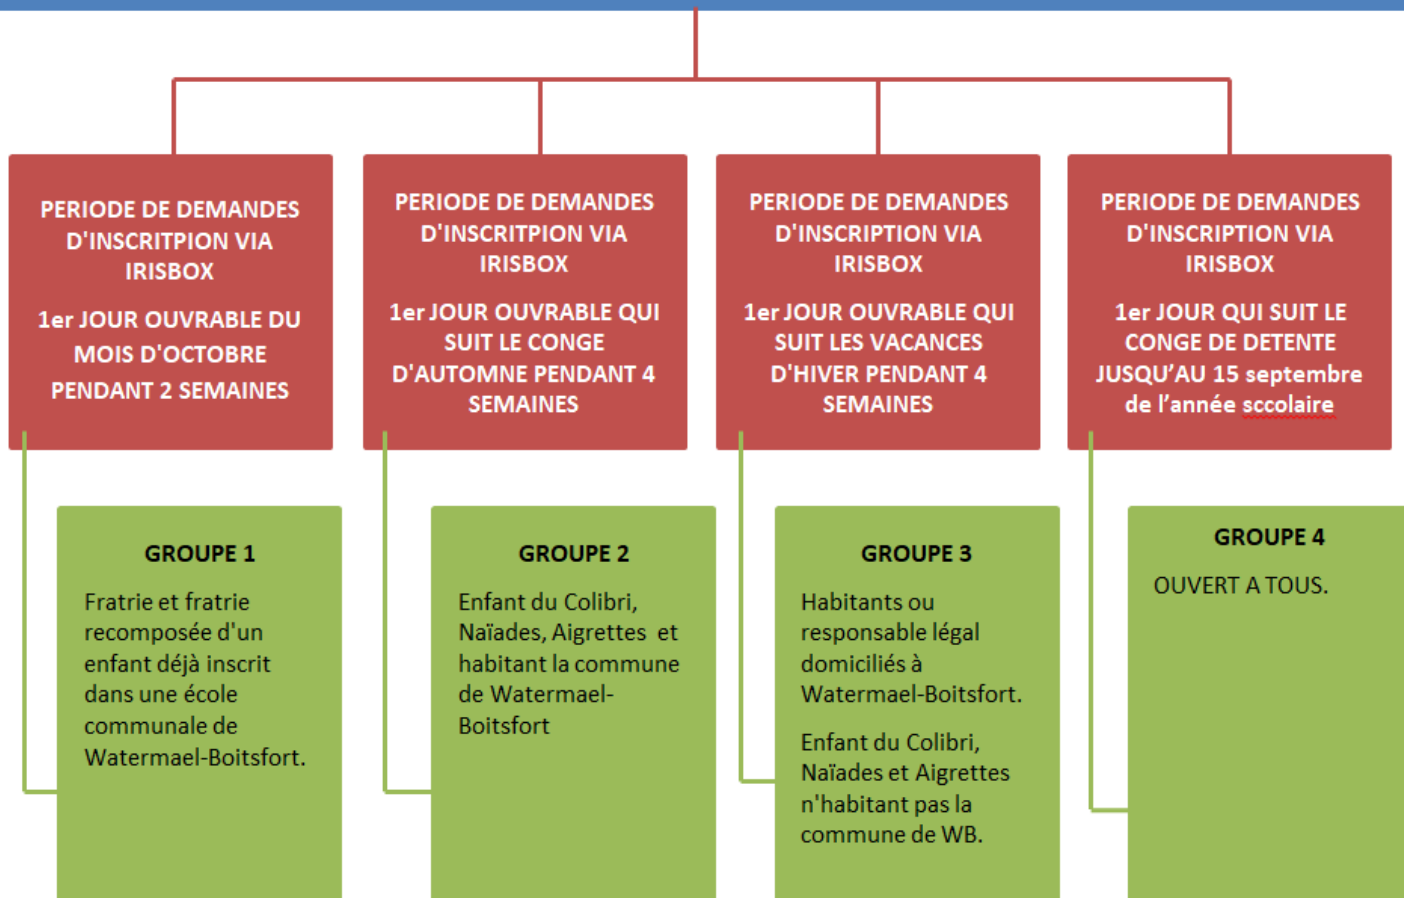 PERIODE DE DEMANDES
D'INSCRITPION VIA
IRISBOX
1er JOUR OUVRABLE DU
MOIS D'OCTOBRE
PENDANT 2 SEMAINES
PERIODE DE DEMANDES
D'INSCRITPION VIA
IRISBOX
1er JOUR OUVRABLE QUI
SUIT LE CONGE
D'AUTOMNE PENDANT 4
SEMAINES
PERIODE DE DEMANDES
D'INSCRIPTION VIA
IRISBOX
1er JOUR OUVRABLE QUI
SUIT LES VACANCES
D'HIVER PENDANT 4
SEMAINES
PERIODE DE DEMANDES
D'INSCRIPTION VIA
IRISBOX
1er JOUR QUI SUIT LE
CONGE DE DETENTE
JUSQU’AU 15 septembre
de l’année sccolaire
GROUPE 1
Fratrie et fratrie
recomposée d'un
enfant déjà inscrit
dans une école
communale de
Watermael-Boitsfort.
GROUPE 2
Enfant du Colibri,
Naïades, Aigrettes et
habitant la commune
de Watermael-
Boitsfort
GROUPE 3
Habitants ou
responsable légal
domiciliés à
Watermael-Boitsfort.
Enfant du Colibri,
Naïades et Aigrettes
n'habitant pas la
commune de WB.
GROUPE 4
OUVERT A TOUS.